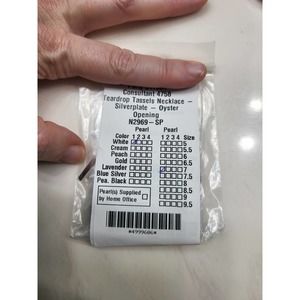 Consultant 4758
Teardrop Tassels Necklace –
Silverplate – Oyster
Opening
N2969 – SP
Pearl Pearl
Color 1 2 3 4 1 2 3 4 Size
White 5
Cream 5.5
Peach 6
Gold 6.5
Lavender 7
Blue Silver 7.5
Pea. Black 8
8.5
Pearl(s) Supplied 9
by Home Office 9.5